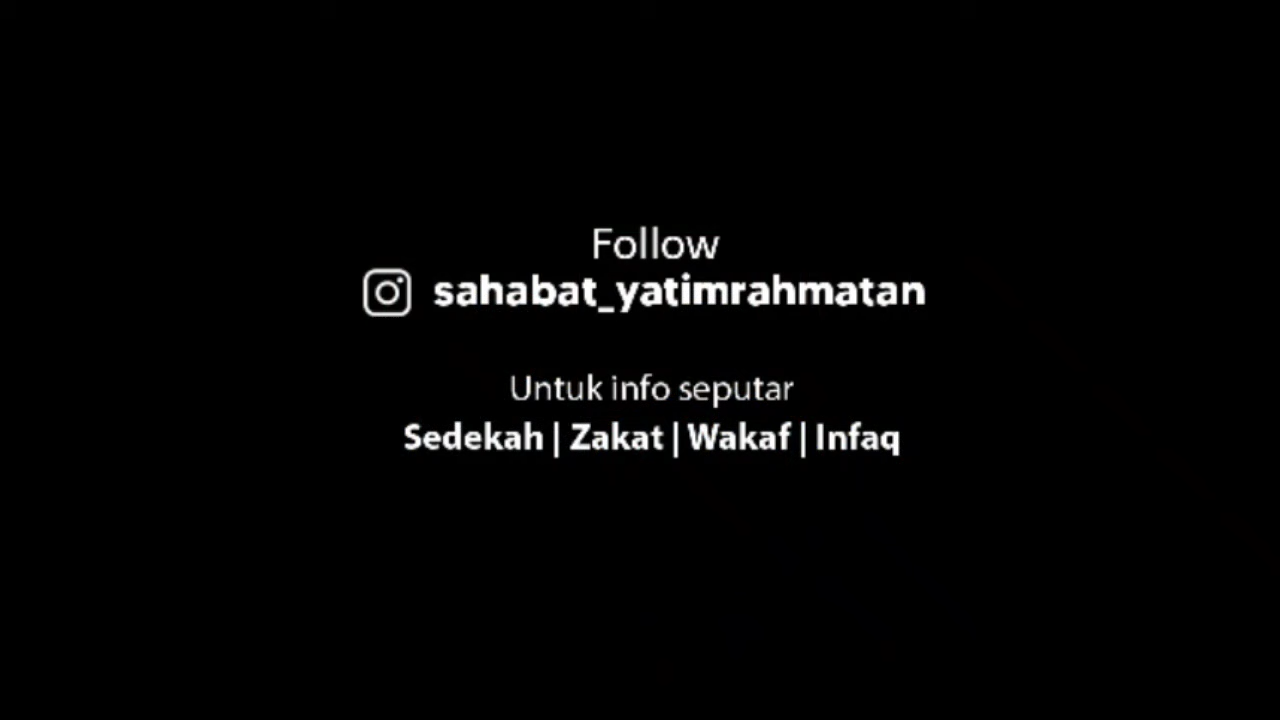 Follow
sahabat_yatimrahmatan
Untuk info seputar
Sedekah | Zakat | Wakaf | Infaq